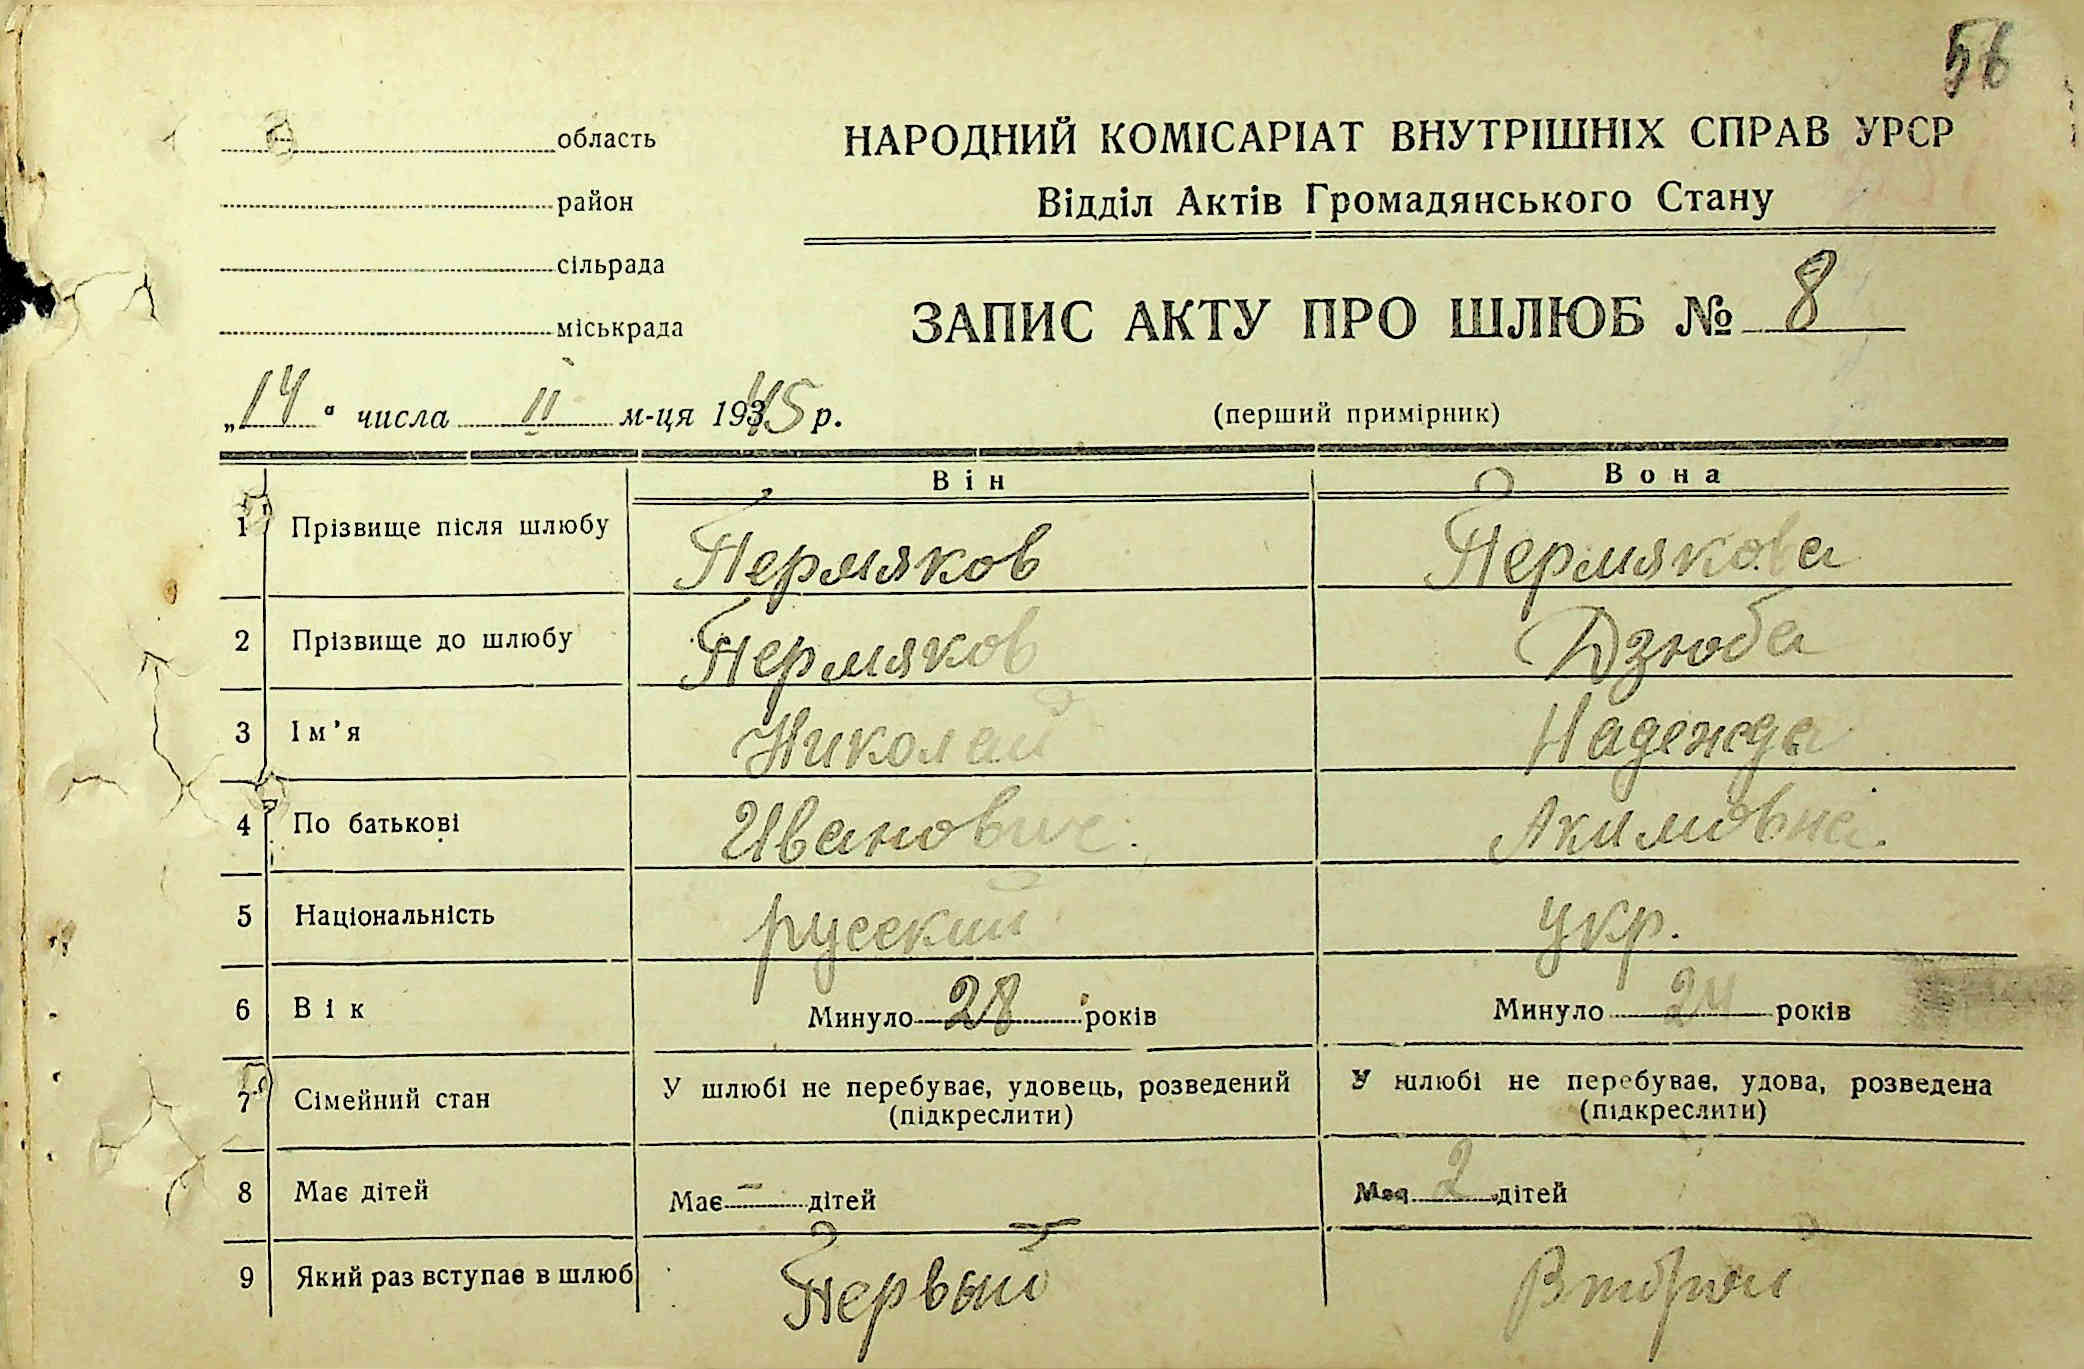 56
область
район
сільрада
міськрада
НАРОДНИЙ КОМІСАРІАТ ВНУТРІШНІХ СПРАВ УРСР
Відділ Актів Громадянського Стану
ЗАПИС АКТУ ПРО ШЛЮБ № 8
„14“ числа II м-ця 1945 р.
(перший примірник)
Він Вона
1 Прізвище після шлюбу Пермяков Пермякова
2 Прізвище до шлюбу Пермяков Дзюба
3 Ім'я Николай Надежда
4 По батькові Иванович. Акимовна.
5 Національність русский укр.
6 Вік Минуло 28 років Минуло 24 років
7 Сімейний стан У шлюбі не перебуває, удовець, розведений У шлюбі не перебуває, удова, розведена
(підкреслити) (підкреслити)
8 Має дітей Має — дітей Має 2 дітей
9 Який раз вступає в шлюб Первый Второй